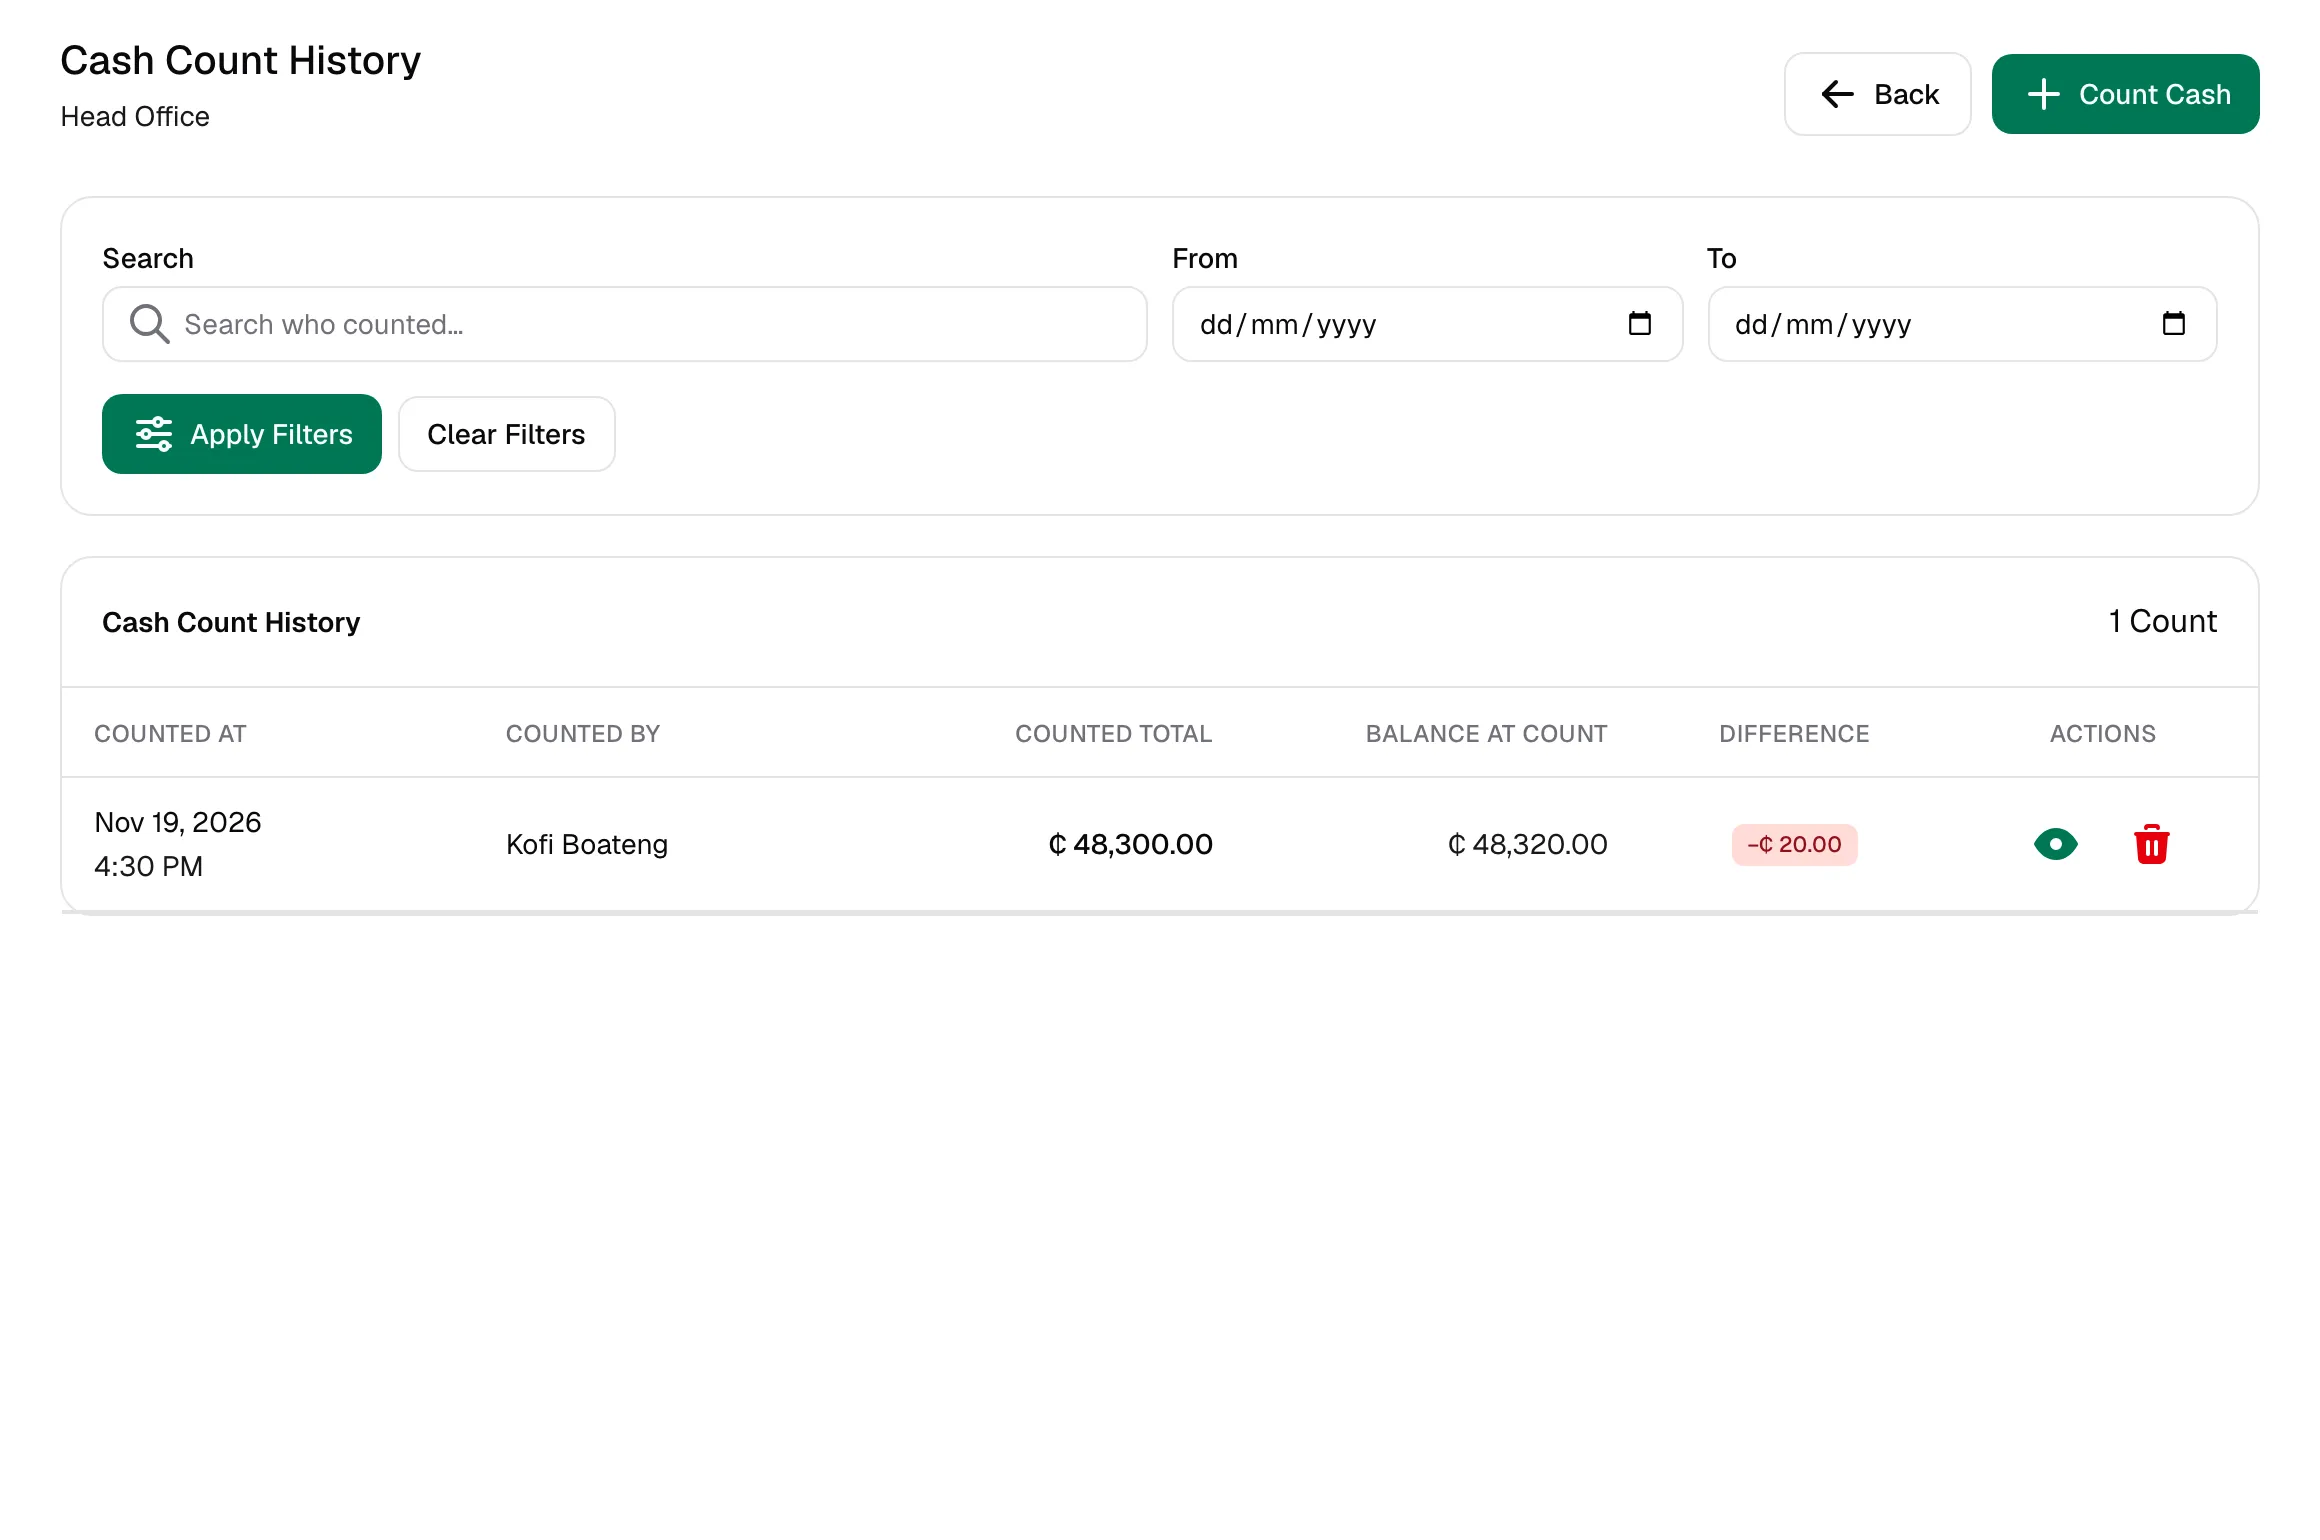 Cash Count History
Head Office
Back
Count Cash
Search
From
To
Search who counted...
dd/mm/yyyy
dd/mm/yyyy
Apply Filters
Clear Filters
Cash Count History
1 Count
COUNTED AT
COUNTED BY
COUNTED TOTAL
BALANCE AT COUNT
DIFFERENCE
ACTIONS
Nov 19, 2026
4:30 PM
Kofi Boateng
₵ 48,300.00
₵ 48,320.00
-₵ 20.00